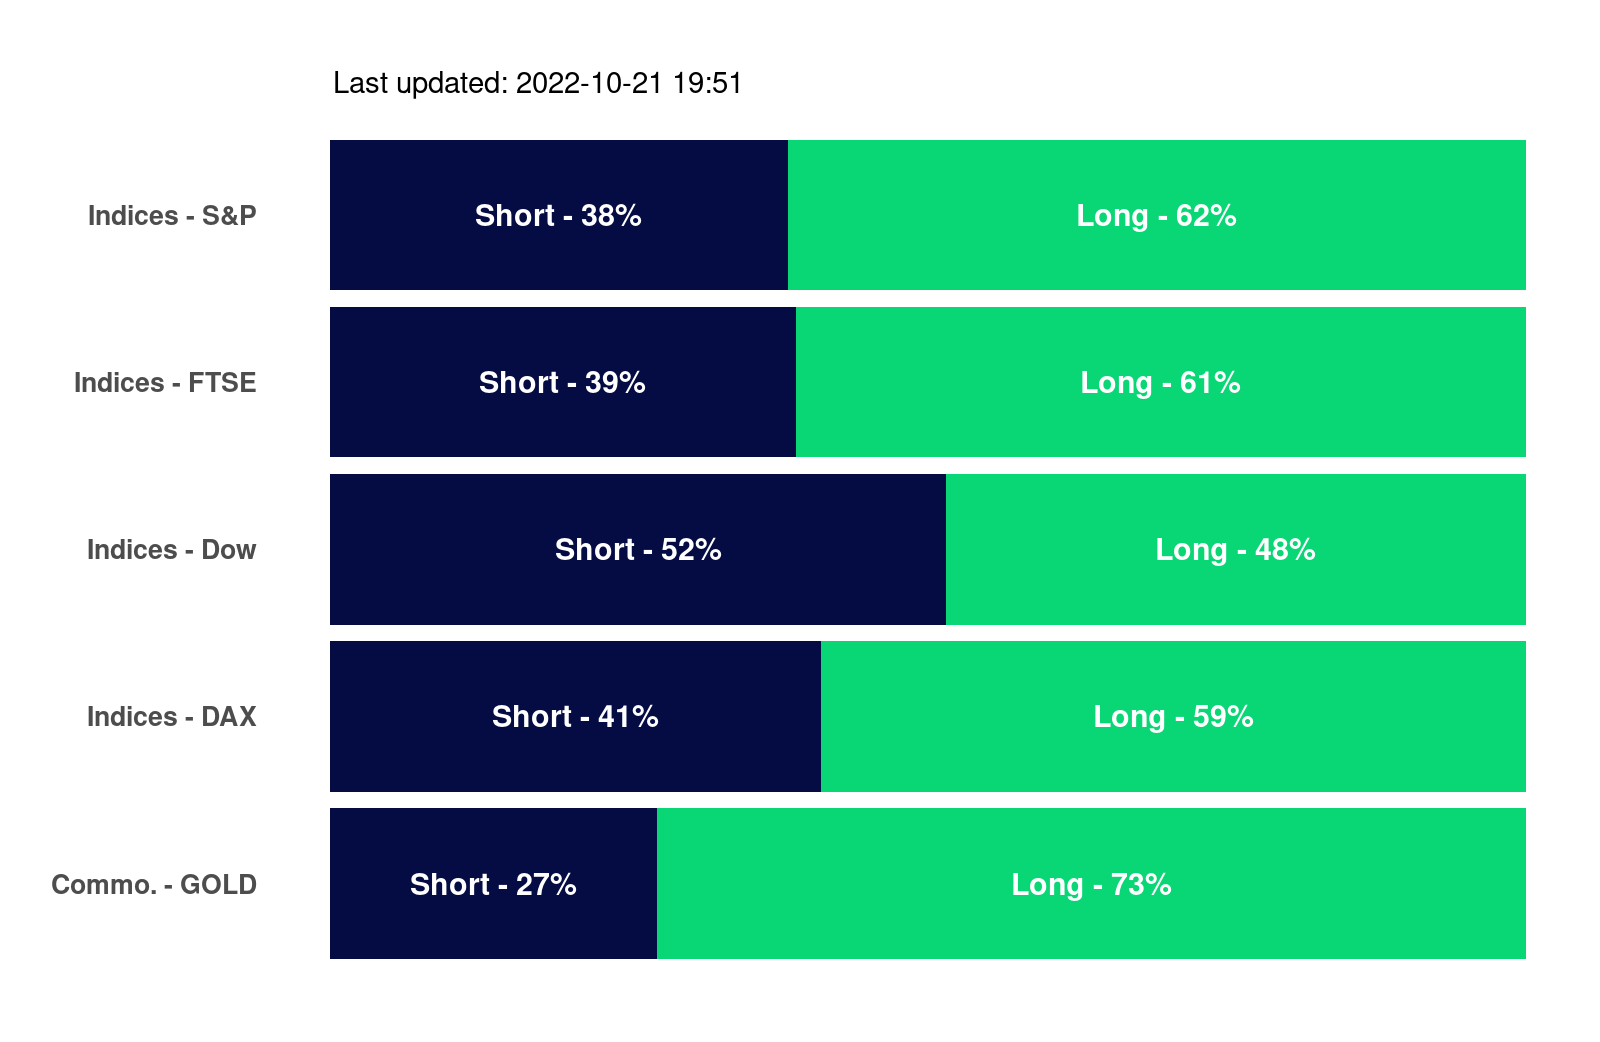 Last updated: 2022-10-21 19:51
Indices - S&P Short - 38% Long - 62%
Indices - FTSE Short - 39% Long - 61%
Indices - Dow Short - 52% Long - 48%
Indices - DAX Short - 41% Long - 59%
Commo. - GOLD Short - 27% Long - 73%